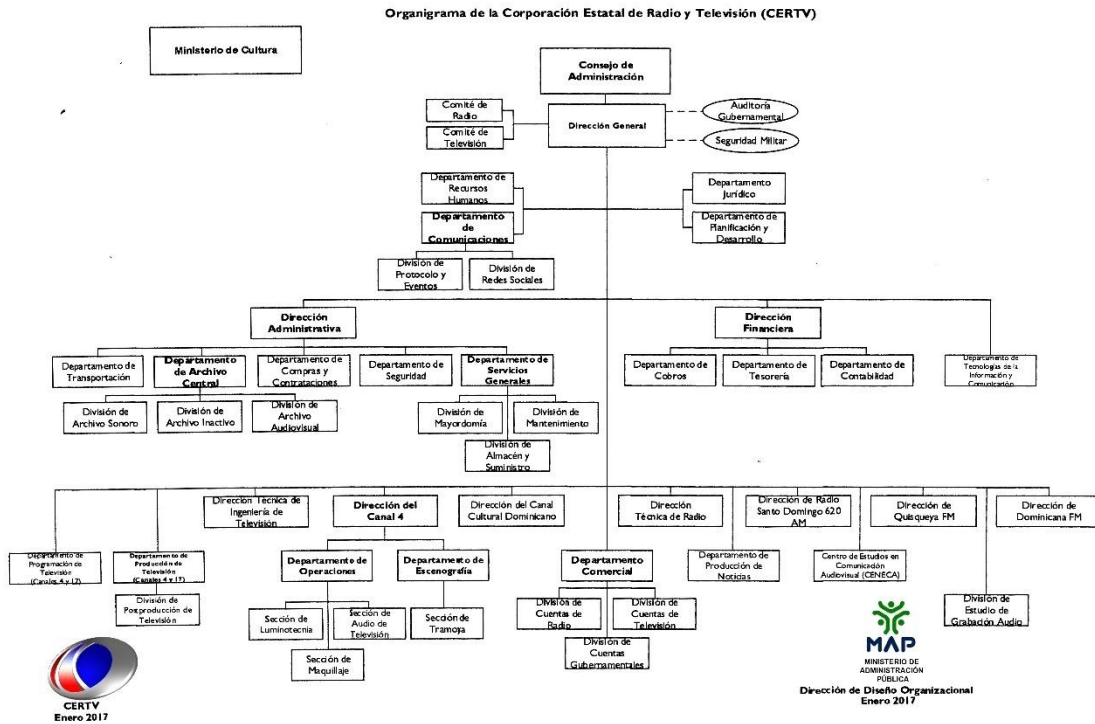 Organigrama de la Corporación Estatal de Radio y Televisión (CERTV)
Ministerio de Cultura
Consejo de
Administración
Comité de
Radio
Comité de
Televisión
Dirección General
Auditoría
Gubernamental
Seguridad Militar
Departamento de
Recursos
Humanos
Departamento
Jurídico
Departamento
de
Comunicaciones
Departamento de
Planificación y
Desarrollo
División de
Protocolo y
Eventos
División de
Redes Sociales
Dirección
Administrativa
Dirección
Financiera
Departamento de
Transportación
Departamento
de Archivo
Central
Departamento de
Compras y
Contrataciones
Departamento de
Seguridad
Departamento de
Servicios
Generales
Departamento de
Cobros
Departamento de
Tesorería
Departamento de
Contabilidad
Departamento de
Tecnologías de la
Información y
Comunicación
División de
Archivo Sonoro
División de
Archivo Inactivo
División de
Archivo
Audiovisual
División de
Mayordomía
División de
Mantenimiento
División de
Almacén y
Suministro
Dirección Técnica de
Ingeniería de
Televisión
Dirección del
Canal 4
Dirección del Canal
Cultural Dominicano
Dirección
Técnica de Radio
Dirección de Radio
Santo Domingo 620
AM
Dirección de
Quisqueya FM
Dirección de
Dominicana FM
Departamento de
Programación de
Televisión
(Canales 4 y 17)
Departamento de
Producción de
Televisión
(Canales 4 y 17)
Departamento de
Operaciones
Departamento de
Escenografía
Departamento
Comercial
Departamento de
Producción de
Noticias
Centro de Estudios en
Comunicación
Audiovisual (CENECA)
División de
Postproducción de
Televisión
Sección de
Luminotecnia
Sección de
Audio de
Televisión
Sección de
Tramoya
División de
Cuentas de
Radio
División de
Cuentas de
Televisión
División de
Estudio de
Grabación Audio
Sección de
Maquillaje
División de
Cuentas
Gubernamentales
CERTV
Enero 2017
MAP
MINISTERIO DE
ADMINISTRACIÓN
PÚBLICA
Dirección de Diseño Organizacional
Enero 2017